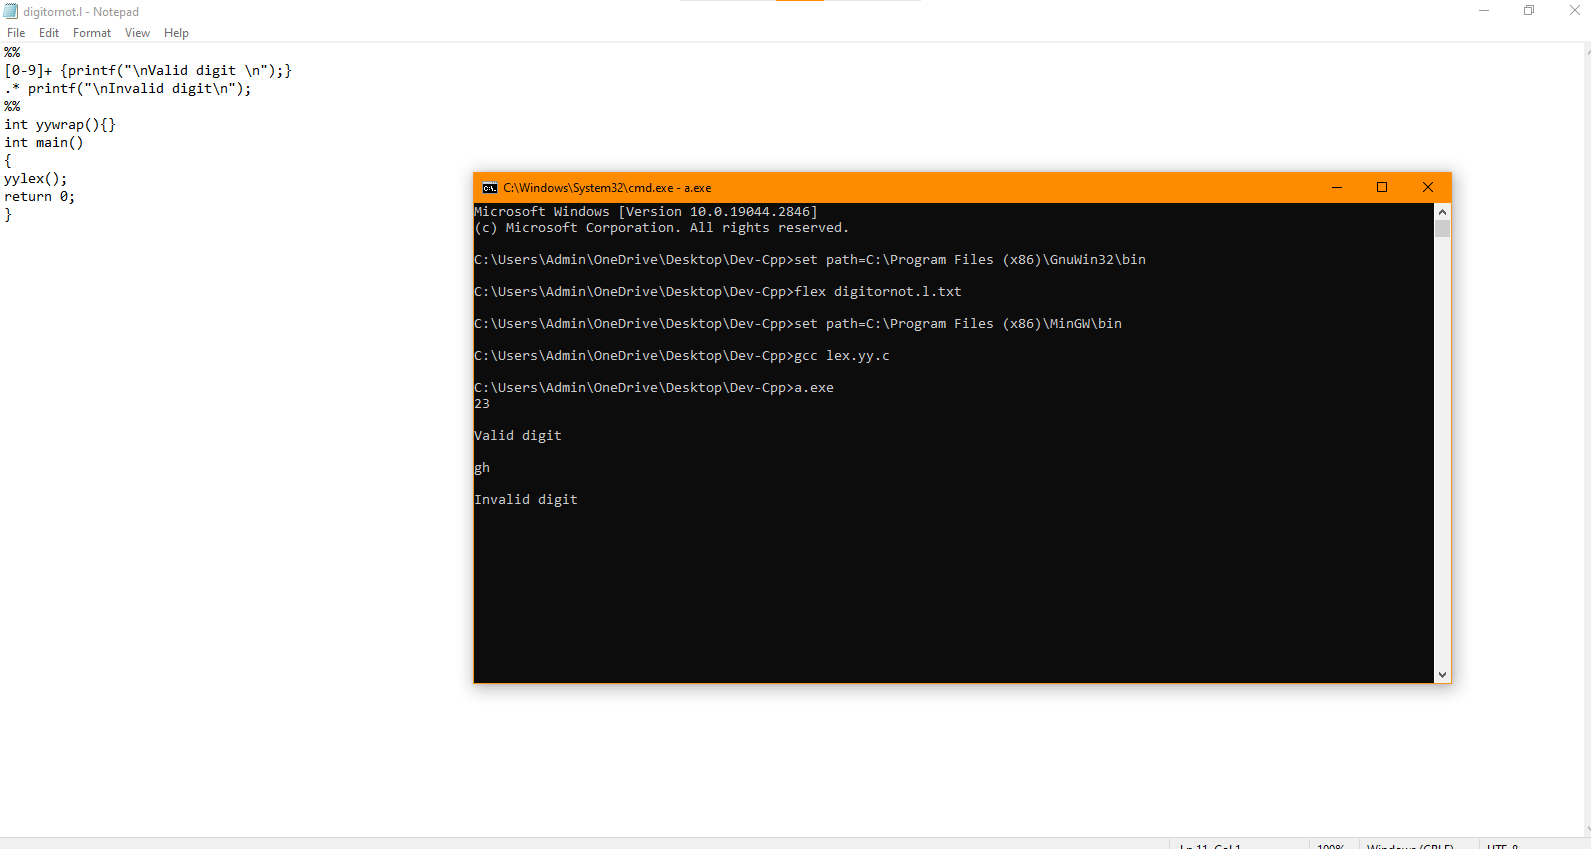 digitornot.l - Notepad
File Edit Format View Help
%%
[0-9]+ {printf("\nValid digit \n");}
.* printf("\nInvalid digit\n");
%%
int yywrap(){}
int main()
{
yylex();
return 0;
}
C:\Windows\System32\cmd.exe - a.exe
Microsoft Windows [Version 10.0.19044.2846]
(c) Microsoft Corporation. All rights reserved.
C:\Users\Admin\OneDrive\Desktop\Dev-Cpp>set path=C:\Program Files (x86)\GnuWin32\bin
C:\Users\Admin\OneDrive\Desktop\Dev-Cpp>flex digitornot.l.txt
C:\Users\Admin\OneDrive\Desktop\Dev-Cpp>set path=C:\Program Files (x86)\MinGW\bin
C:\Users\Admin\OneDrive\Desktop\Dev-Cpp>gcc lex.yy.c
C:\Users\Admin\OneDrive\Desktop\Dev-Cpp>a.exe
23
Valid digit
gh
Invalid digit
Ln 11, Col 1 100% Windows (CRLF) UTF-8